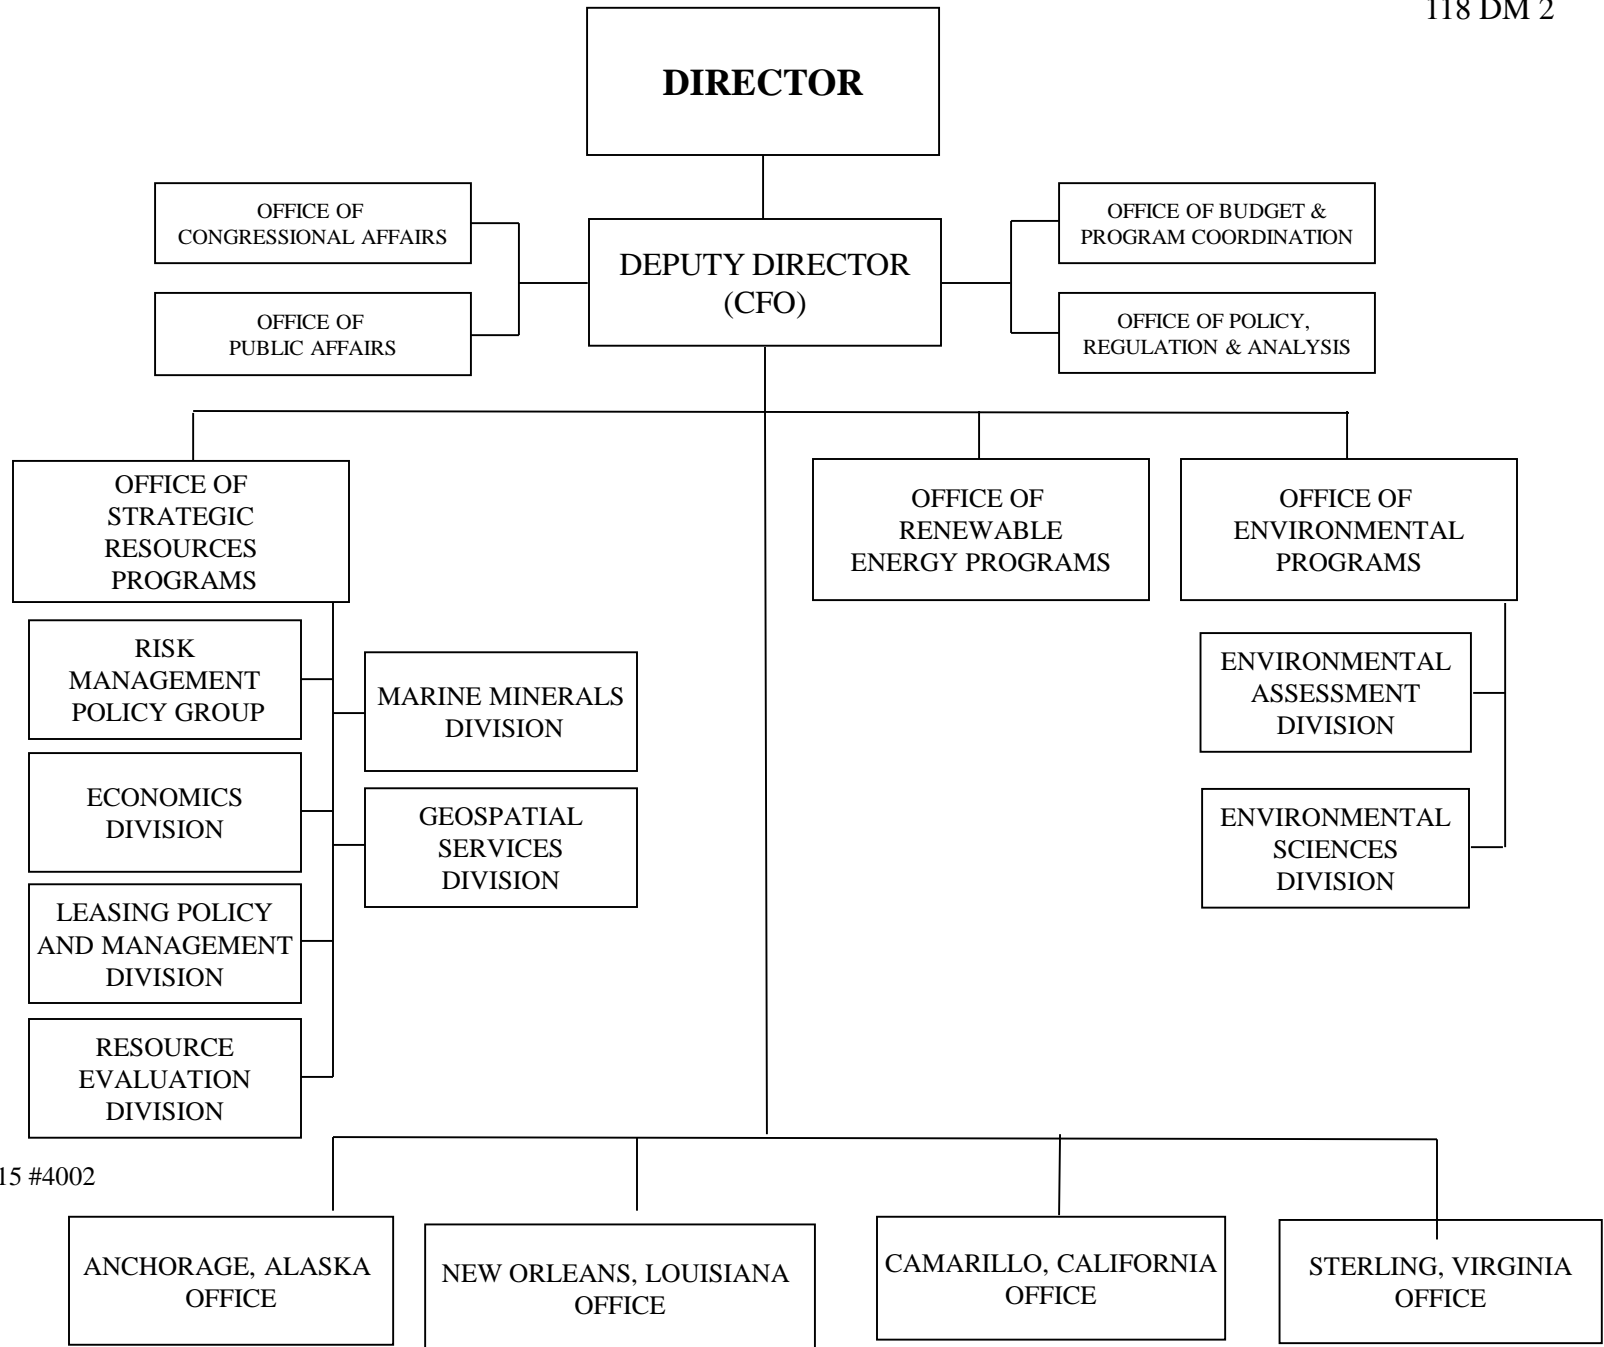 118 DM 2
DIRECTOR
OFFICE OF
CONGRESSIONAL AFFAIRS
OFFICE OF
PUBLIC AFFAIRS
DEPUTY DIRECTOR
(CFO)
OFFICE OF BUDGET &
PROGRAM COORDINATION
OFFICE OF POLICY,
REGULATION & ANALYSIS
OFFICE OF
STRATEGIC
RESOURCES
PROGRAMS
OFFICE OF
RENEWABLE
ENERGY PROGRAMS
OFFICE OF
ENVIRONMENTAL
PROGRAMS
RISK
MANAGEMENT
POLICY GROUP
ECONOMICS
DIVISION
LEASING POLICY
AND MANAGEMENT
DIVISION
RESOURCE
EVALUATION
DIVISION
MARINE MINERALS
DIVISION
GEOSPATIAL
SERVICES
DIVISION
ENVIRONMENTAL
ASSESSMENT
DIVISION
ENVIRONMENTAL
SCIENCES
DIVISION
15 #4002
ANCHORAGE, ALASKA
OFFICE
NEW ORLEANS, LOUISIANA
OFFICE
CAMARILLO, CALIFORNIA
OFFICE
STERLING, VIRGINIA
OFFICE